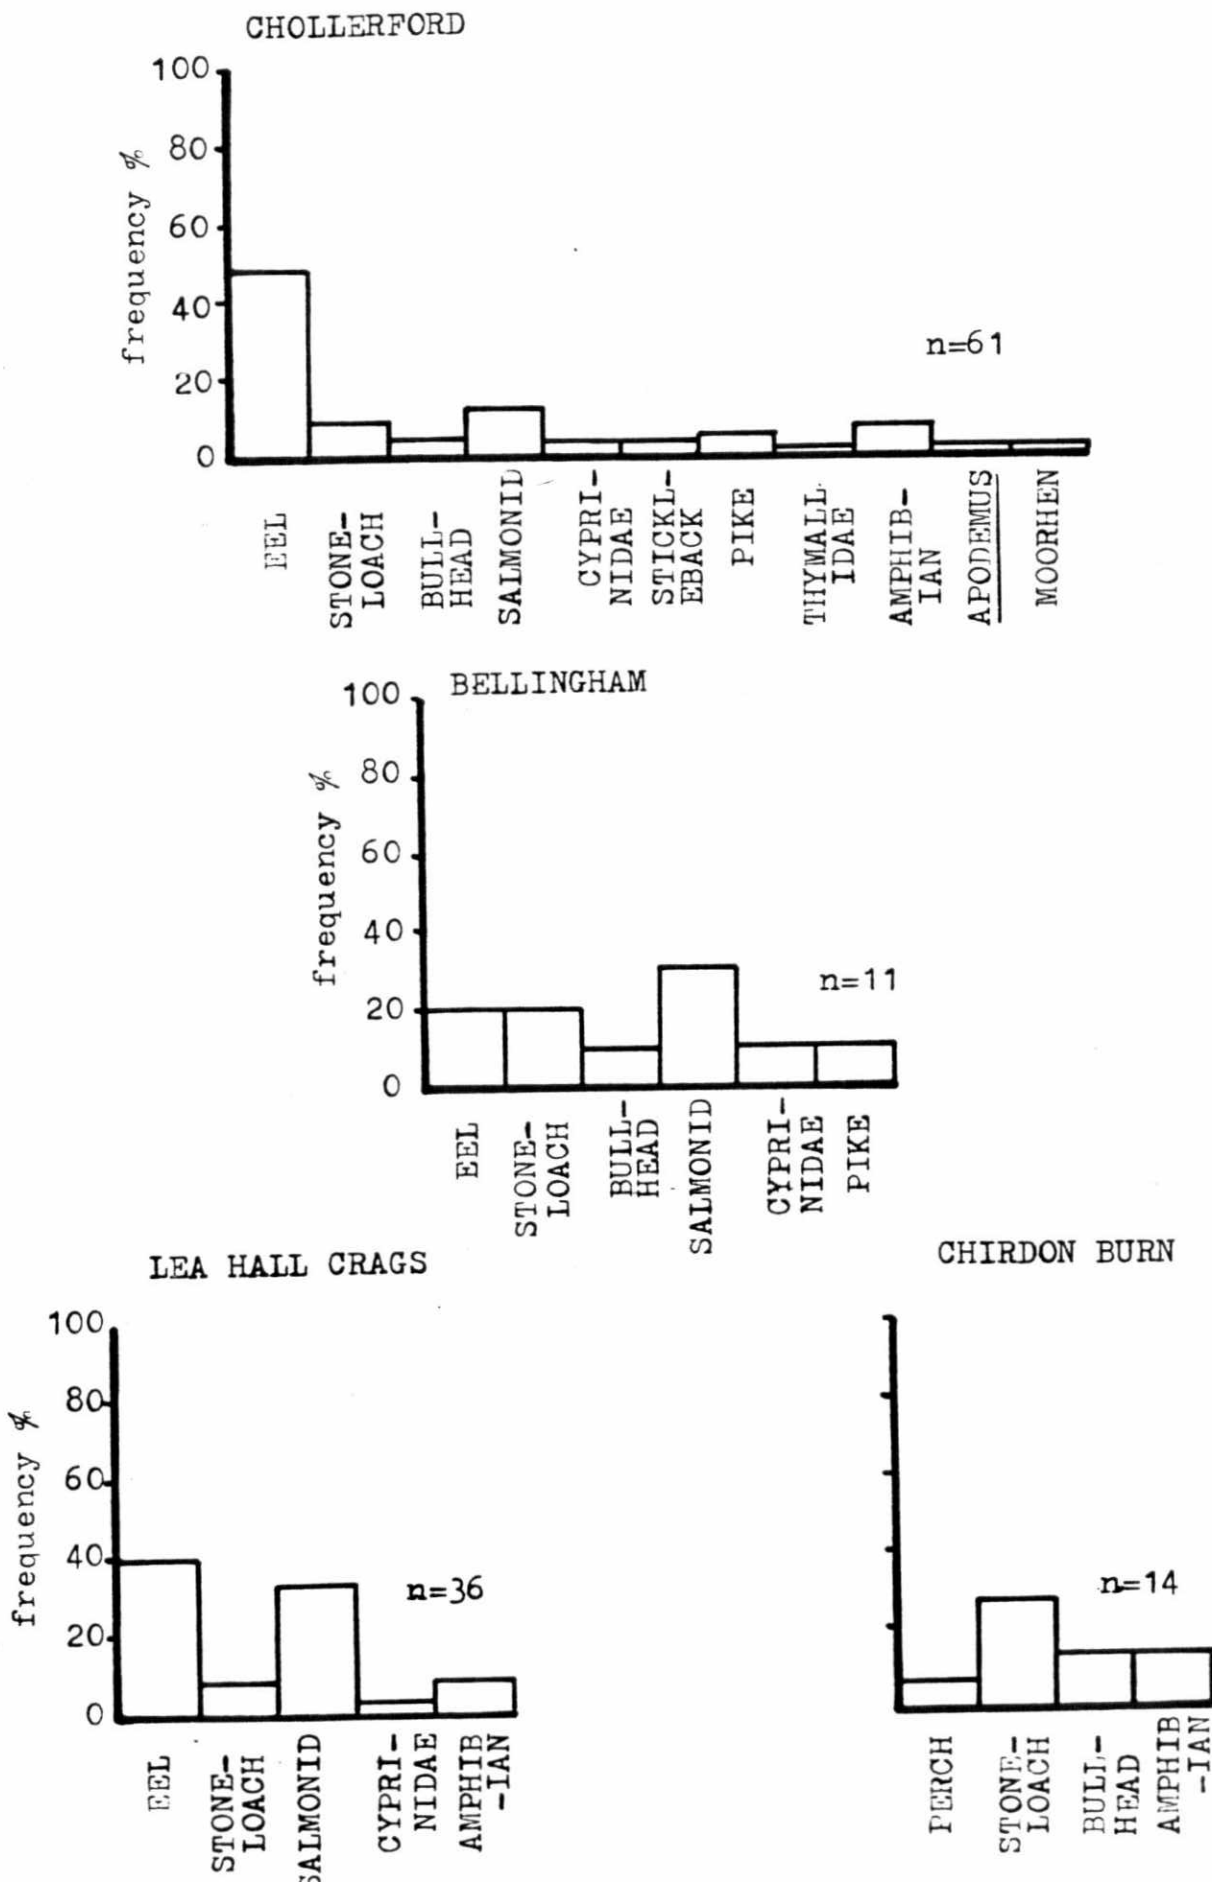 CHOLLERFORD
100
80
60
40
20
0
frequency %
n=61
EEL
STONE-
LOACH
BULL-
HEAD
SALMONID
CYPRI-
NIDAE
STICKL-
EBACK
PIKE
THYMALL
IDAE
AMPHIB-
IAN
APODEMUS
MOORHEN
BELLINGHAM
100
80
60
40
20
0
frequency %
n=11
EEL
STONE-
LOACH
BULL-
HEAD
SALMONID
CYPRI-
NIDAE
PIKE
LEA HALL CRAGS
100
80
60
40
20
0
frequency %
n=36
EEL
STONE-
LOACH
SALMONID
CYPRI-
NIDAE
AMPHIB
-IAN
CHIRDON BURN
n=14
PERCH
STONE-
LOACH
BULL-
HEAD
AMPHIB
-IAN